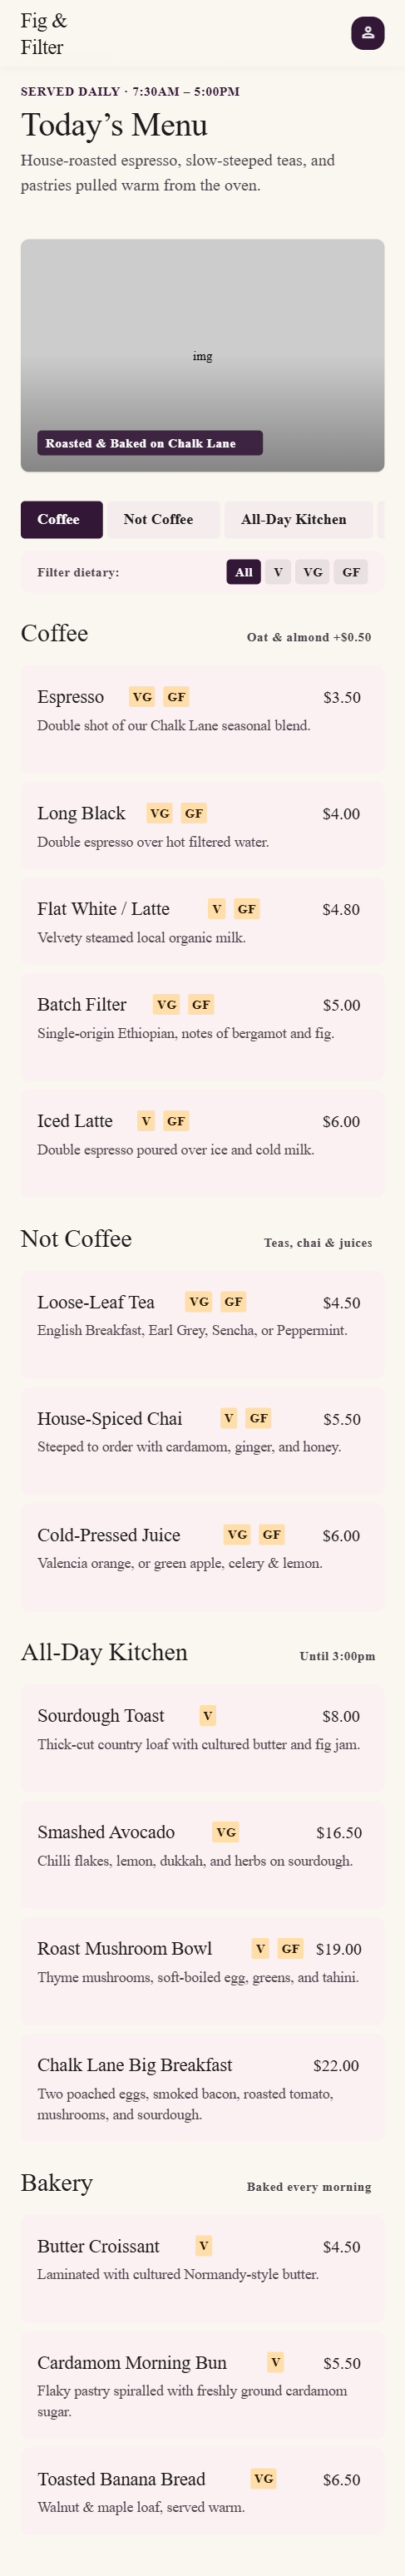 Fig &
Filter
SERVED DAILY · 7:30AM – 5:00PM
Today’s Menu
House-roasted espresso, slow-steeped teas, and
pastries pulled warm from the oven.
img
Roasted & Baked on Chalk Lane
Coffee Not Coffee All-Day Kitchen
Filter dietary: All V VG GF
Coffee Oat & almond +$0.50
Espresso VG GF $3.50
Double shot of our Chalk Lane seasonal blend.
Long Black VG GF $4.00
Double espresso over hot filtered water.
Flat White / Latte V GF $4.80
Velvety steamed local organic milk.
Batch Filter VG GF $5.00
Single-origin Ethiopian, notes of bergamot and fig.
Iced Latte V GF $6.00
Double espresso poured over ice and cold milk.
Not Coffee Teas, chai & juices
Loose-Leaf Tea VG GF $4.50
English Breakfast, Earl Grey, Sencha, or Peppermint.
House-Spiced Chai V GF $5.50
Steeped to order with cardamom, ginger, and honey.
Cold-Pressed Juice VG GF $6.00
Valencia orange, or green apple, celery & lemon.
All-Day Kitchen Until 3:00pm
Sourdough Toast V $8.00
Thick-cut country loaf with cultured butter and fig jam.
Smashed Avocado VG $16.50
Chilli flakes, lemon, dukkah, and herbs on sourdough.
Roast Mushroom Bowl V GF $19.00
Thyme mushrooms, soft-boiled egg, greens, and tahini.
Chalk Lane Big Breakfast $22.00
Two poached eggs, smoked bacon, roasted tomato,
mushrooms, and sourdough.
Bakery Baked every morning
Butter Croissant V $4.50
Laminated with cultured Normandy-style butter.
Cardamom Morning Bun V $5.50
Flaky pastry spiralled with freshly ground cardamom
sugar.
Toasted Banana Bread VG $6.50
Walnut & maple loaf, served warm.